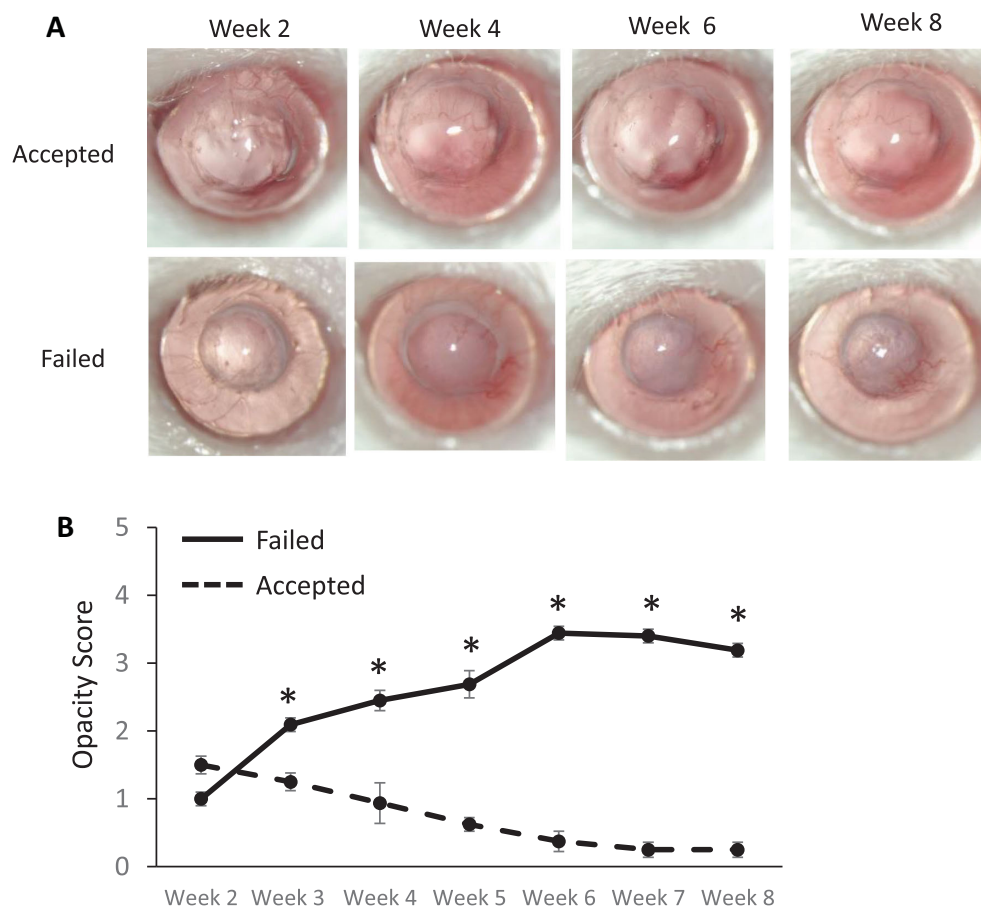 A
Week 2
Week 4
Week 6
Week 8
Accepted
Failed
B
Opacity Score
5
4
3
2
1
0
Failed
Accepted
*
*
*
*
*
*
Week 2
Week 3
Week 4
Week 5
Week 6
Week 7
Week 8